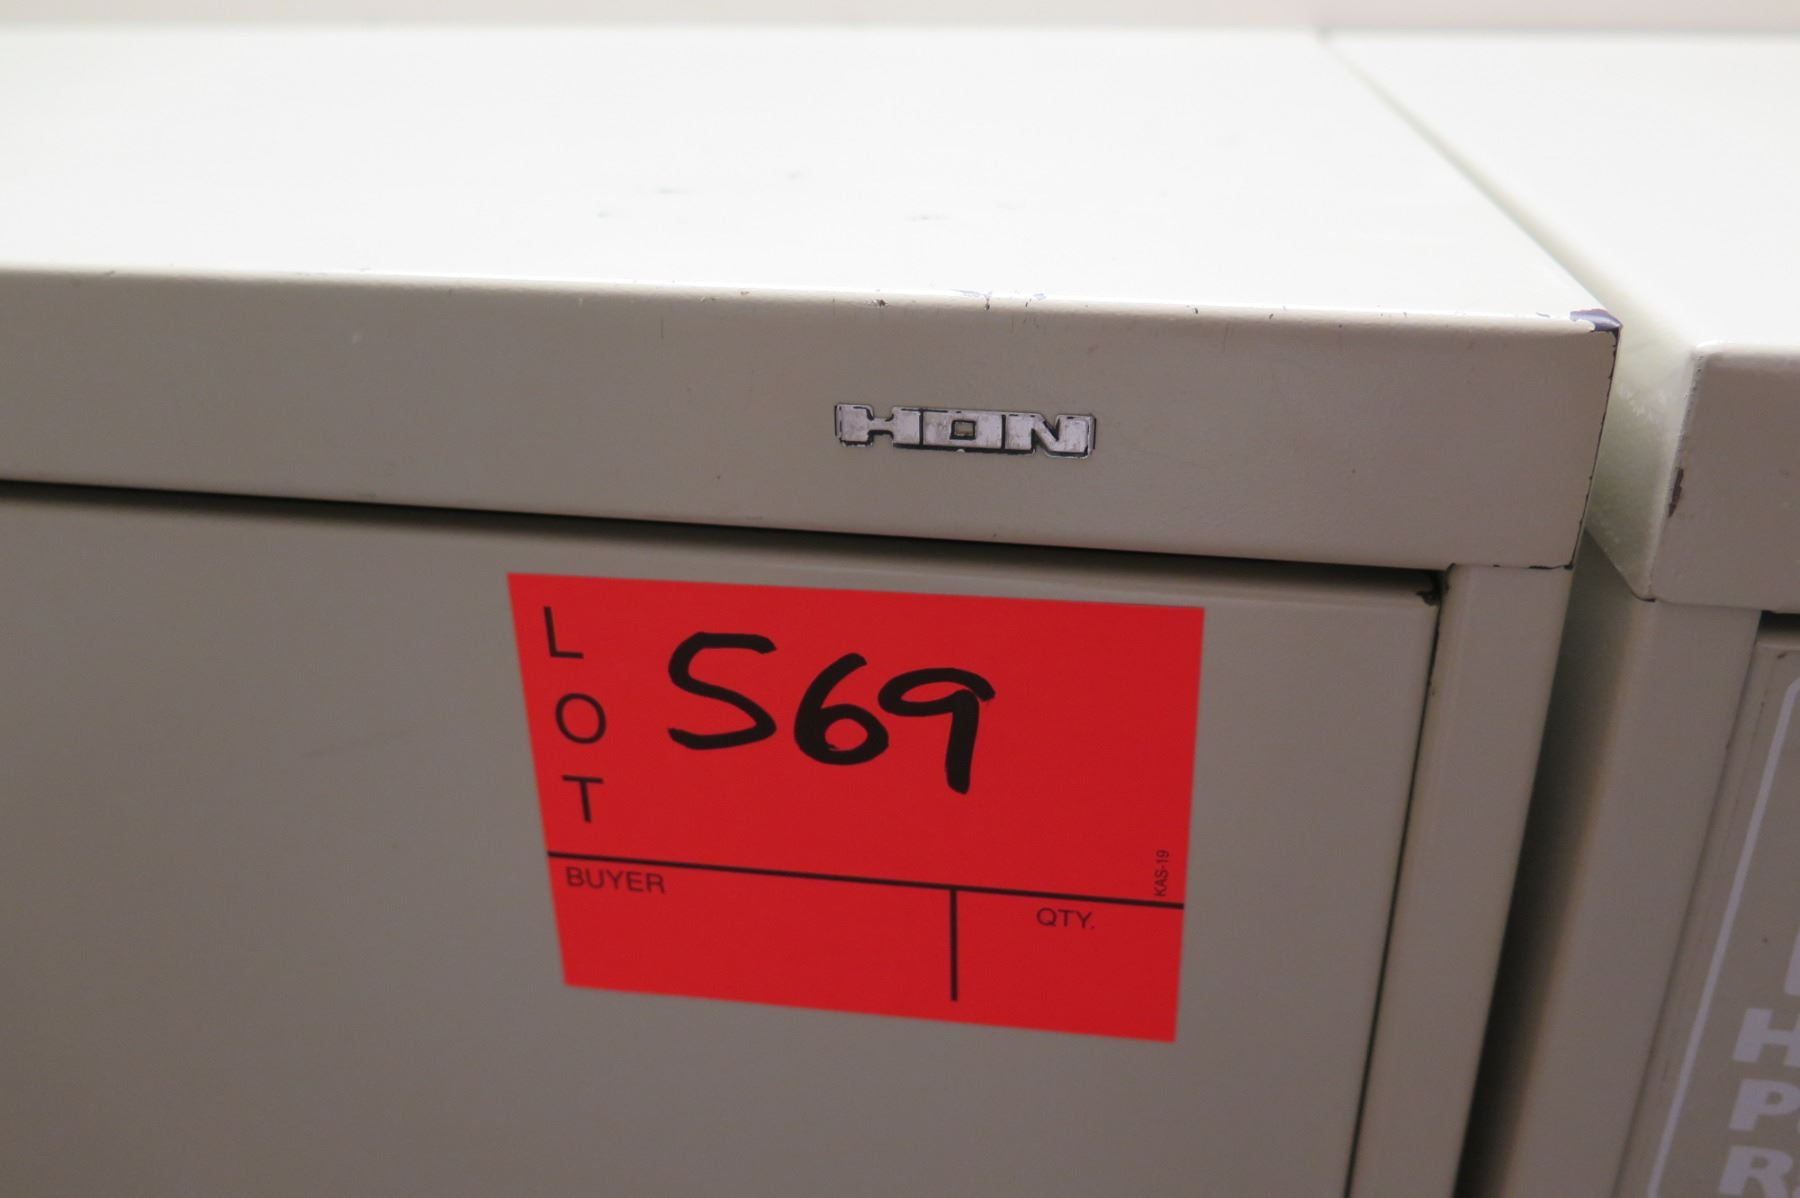 HON
LOT 569
KAS-19
BUYER
QTY.
H
P
R